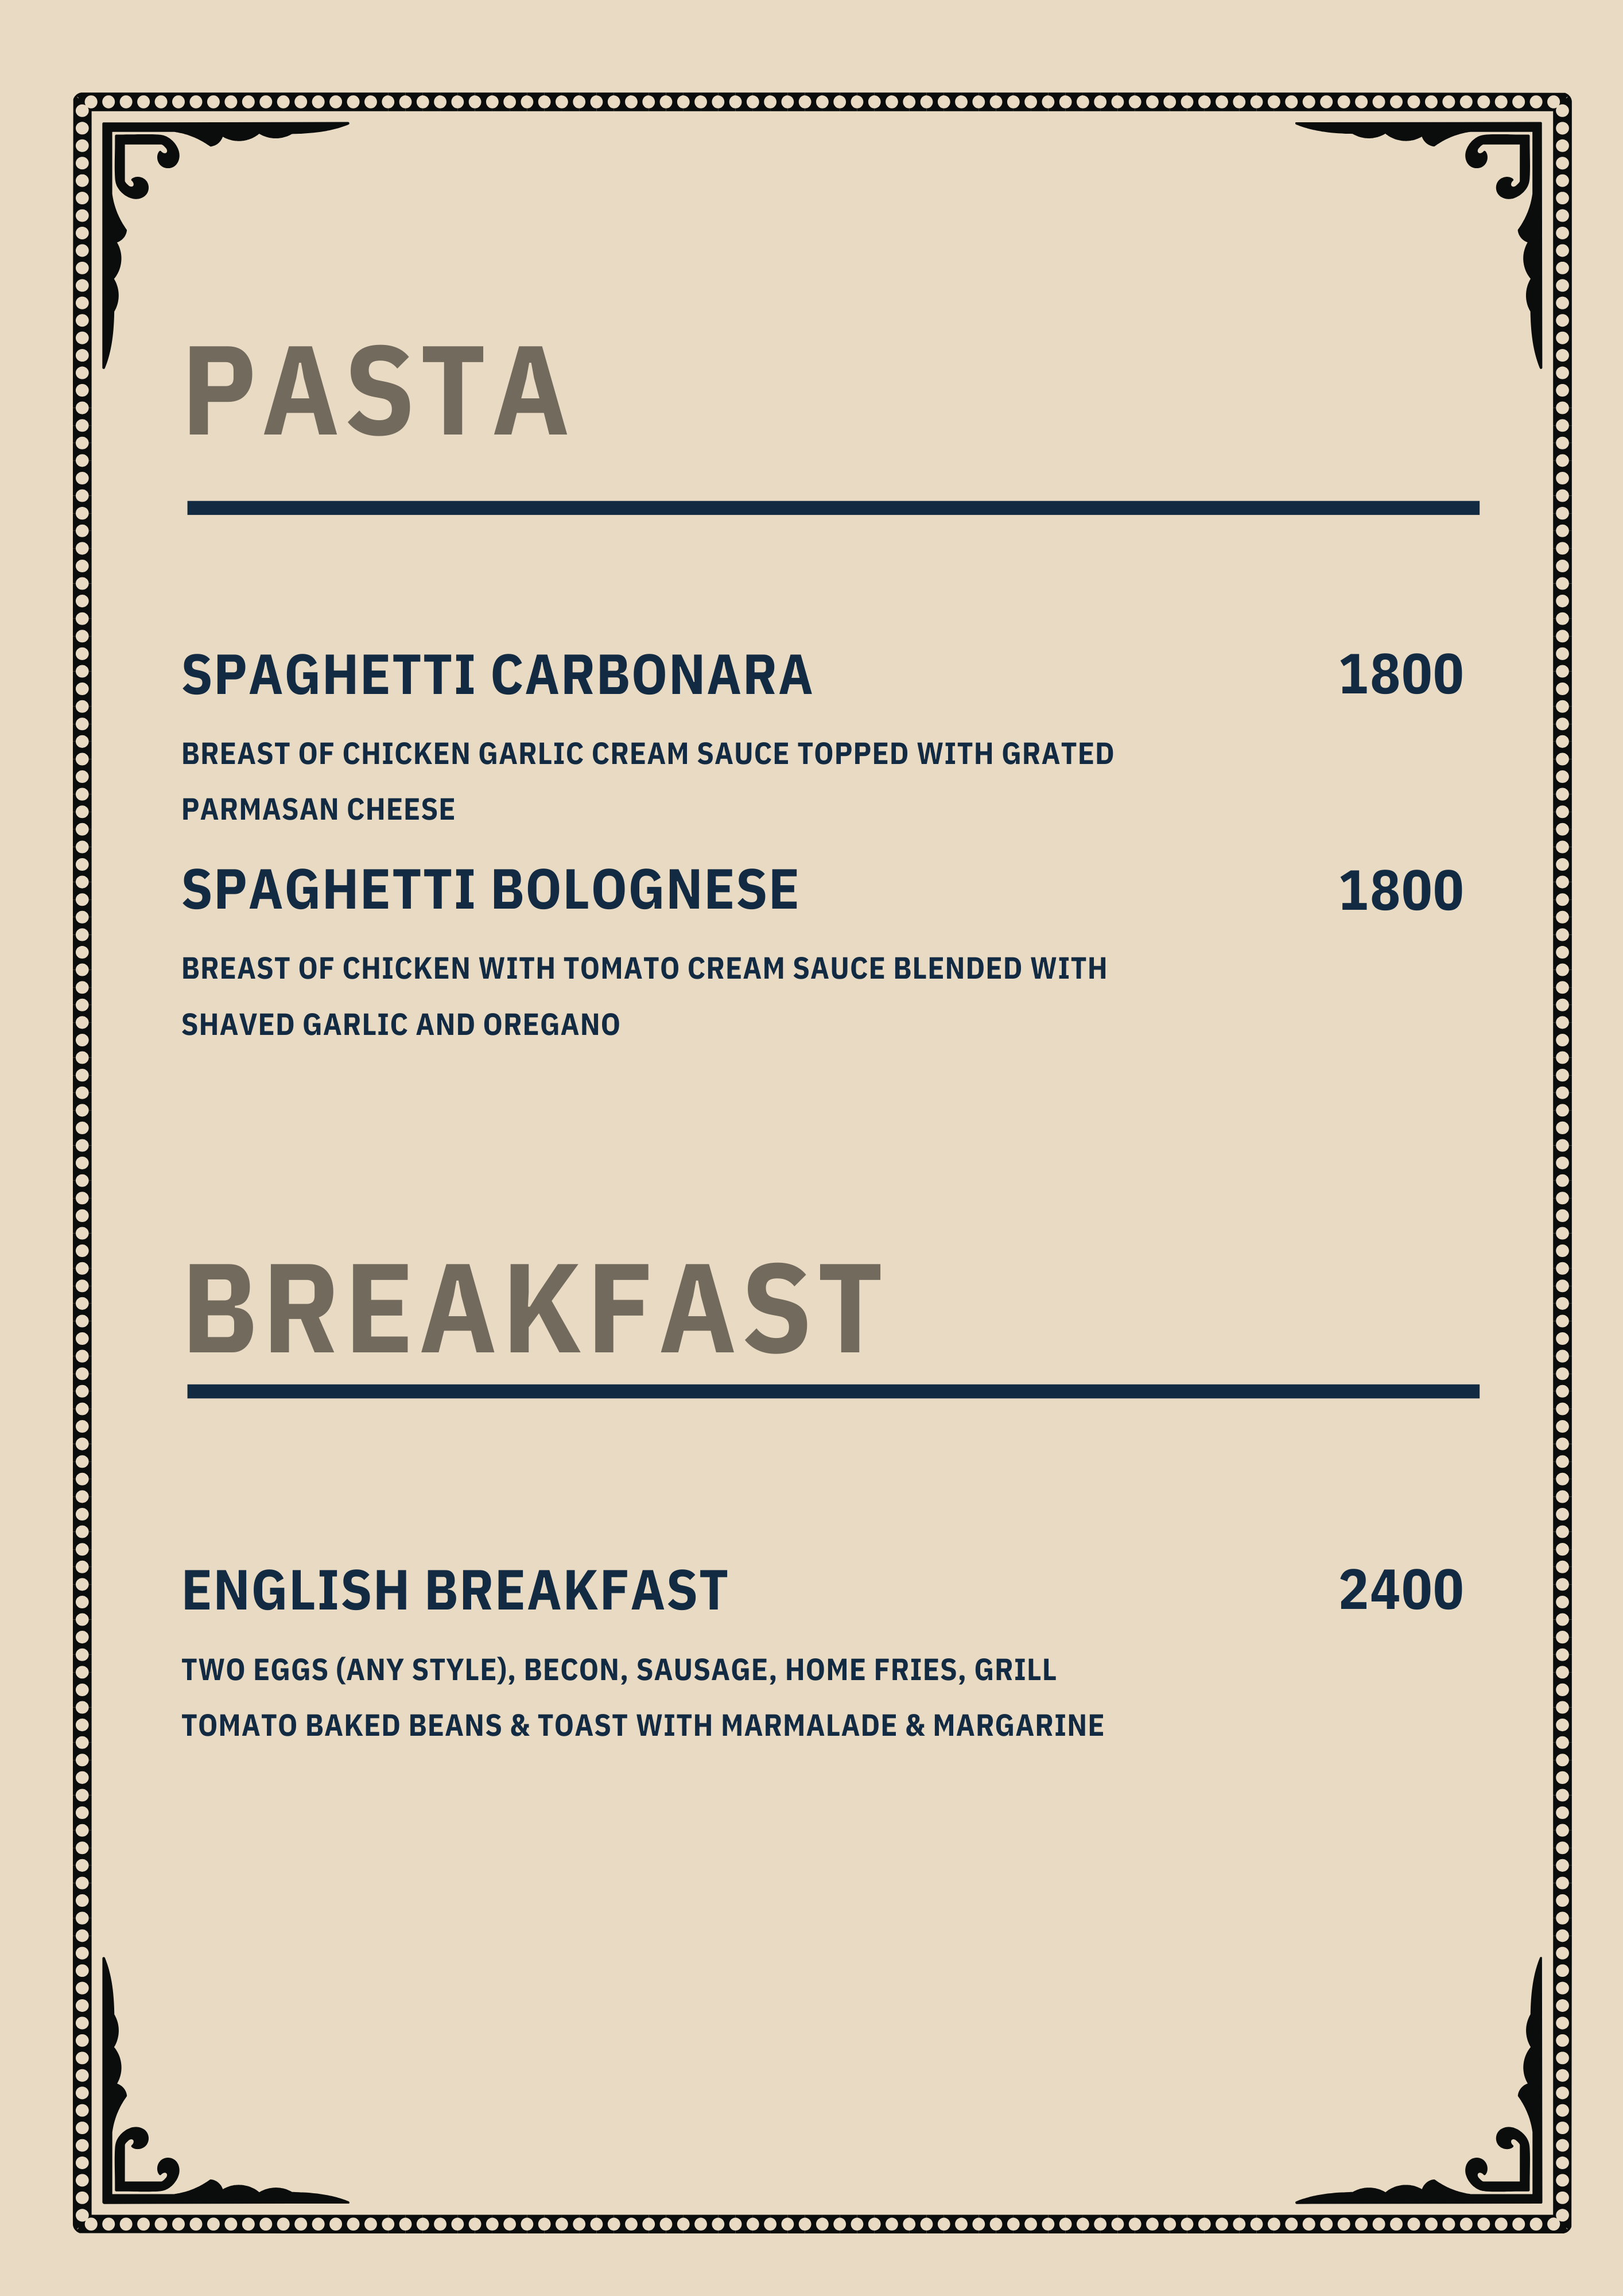 PASTA
SPAGHETTI CARBONARA 1800
BREAST OF CHICKEN GARLIC CREAM SAUCE TOPPED WITH GRATED
PARMASAN CHEESE
SPAGHETTI BOLOGNESE 1800
BREAST OF CHICKEN WITH TOMATO CREAM SAUCE BLENDED WITH
SHAVED GARLIC AND OREGANO
BREAKFAST
ENGLISH BREAKFAST 2400
TWO EGGS (ANY STYLE), BECON, SAUSAGE, HOME FRIES, GRILL
TOMATO BAKED BEANS & TOAST WITH MARMALADE & MARGARINE